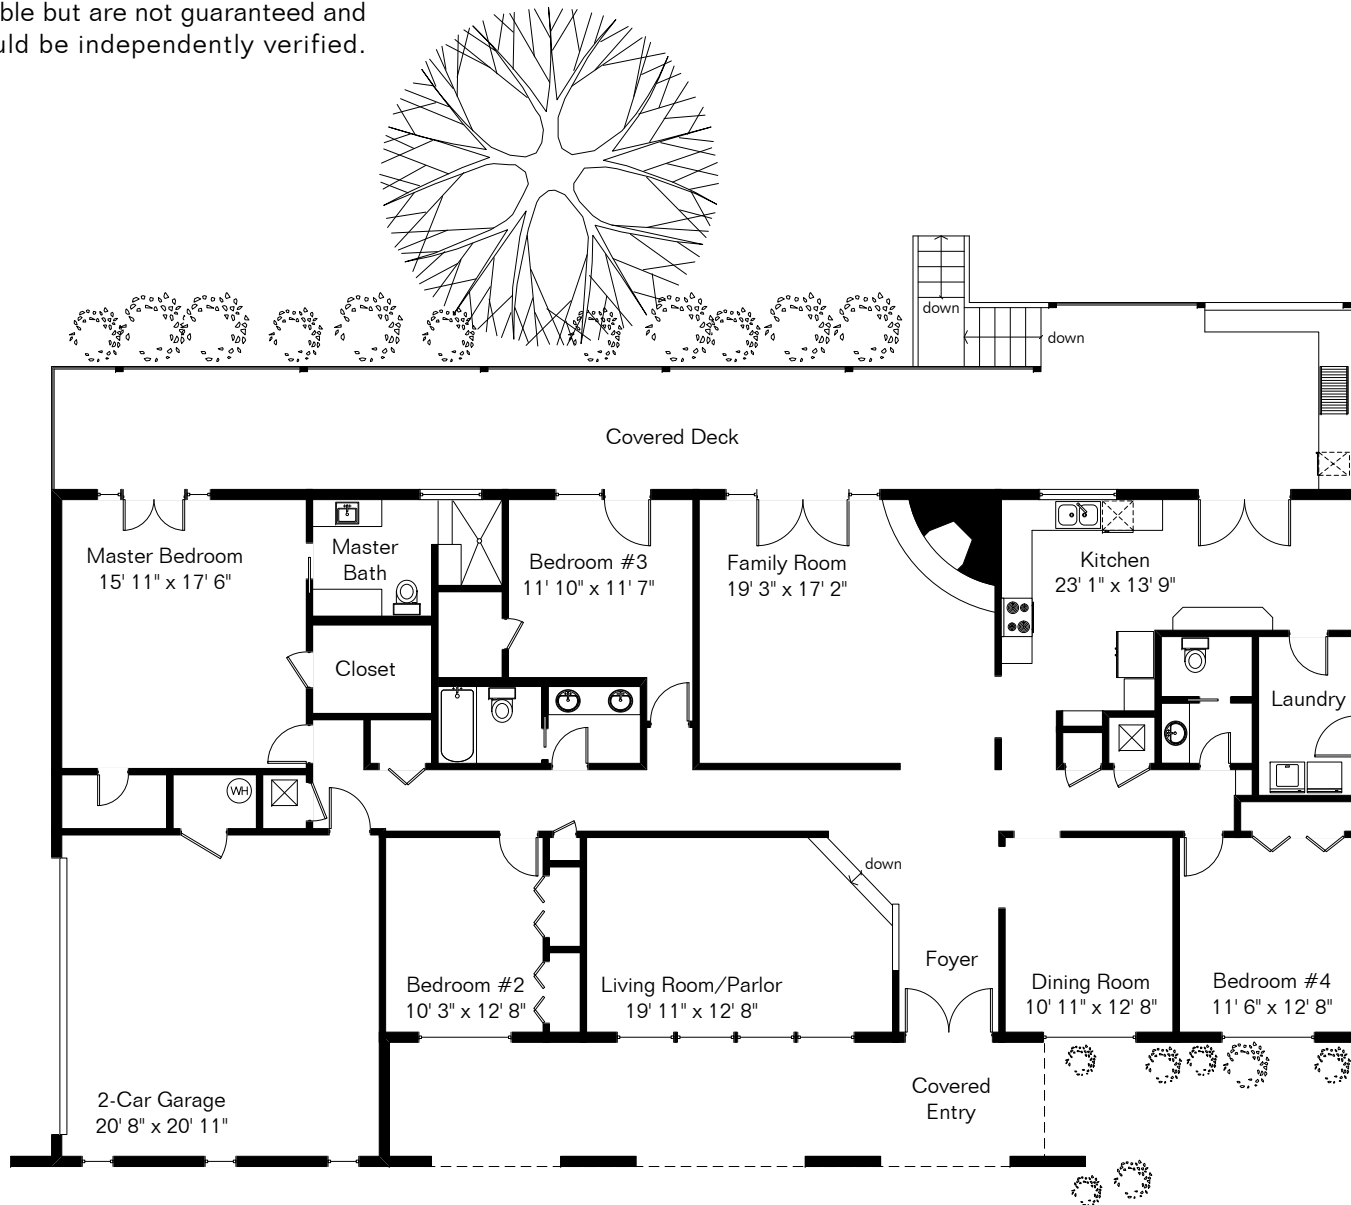 ble but are not guaranteed and
uld be independently verified.
down
down
Covered Deck
Master Bedroom
15' 11" x 17' 6"
Master
Bath
Bedroom #3
11' 10" x 11' 7"
Family Room
19' 3" x 17' 2"
Kitchen
23' 1" x 13' 9"
Closet
Laundry
WH
down
Foyer
Bedroom #2
10' 3" x 12' 8"
Living Room/Parlor
19' 11" x 12' 8"
Dining Room
10' 11" x 12' 8"
Bedroom #4
11' 6" x 12' 8"
2-Car Garage
20' 8" x 20' 11"
Covered
Entry